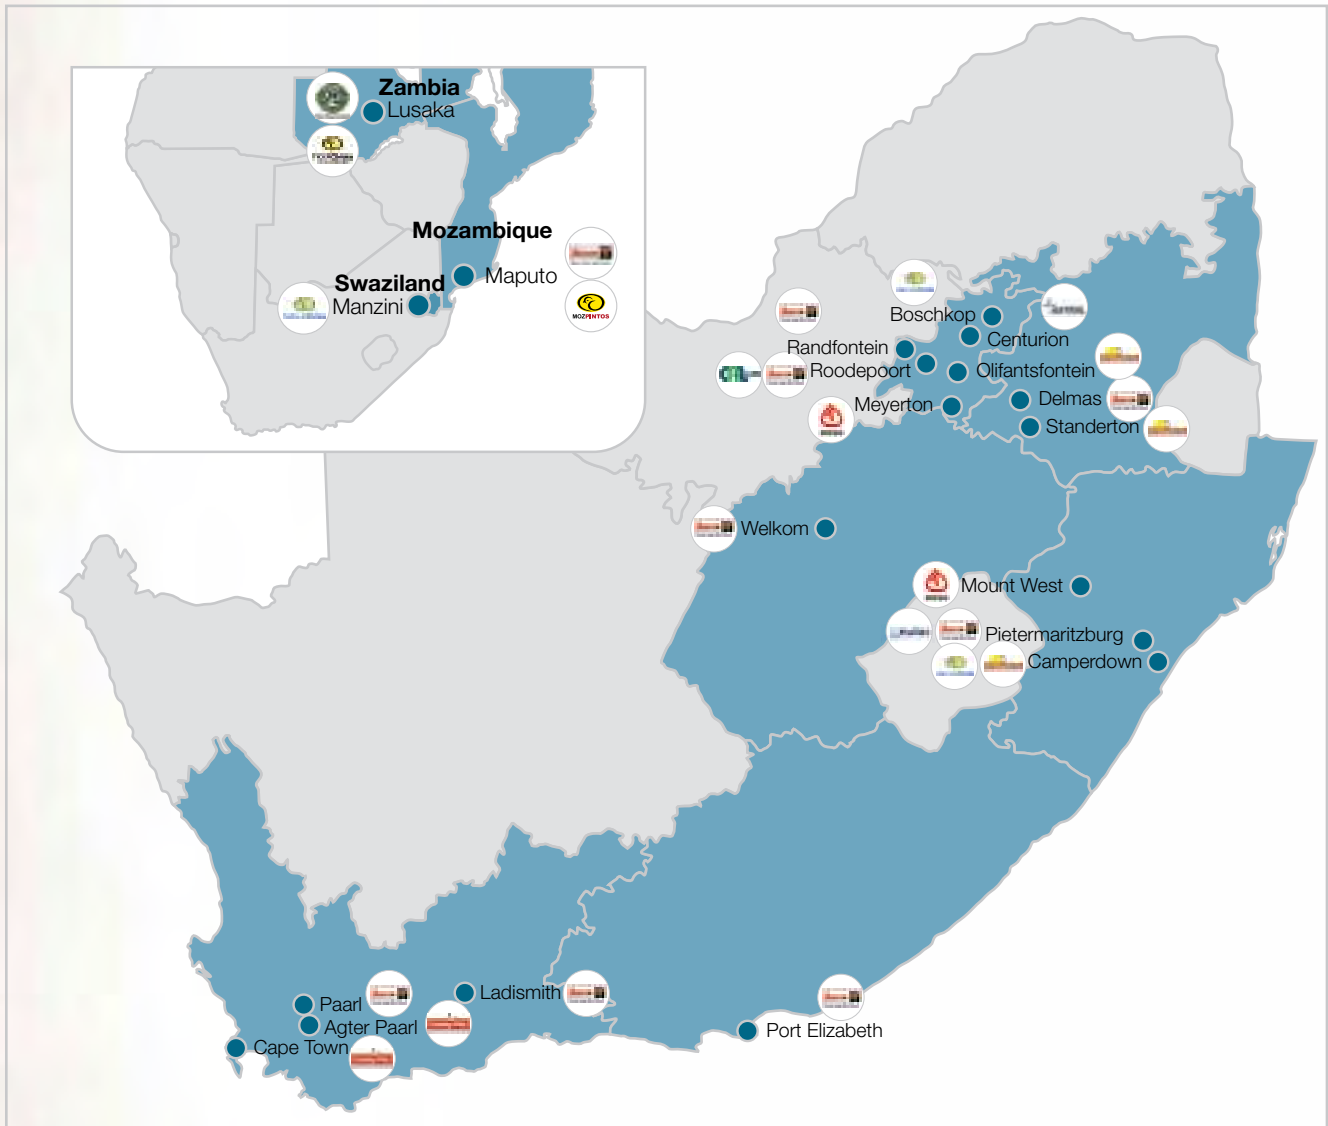 Zambia
Lusaka
Mozambique
Maputo
MOZPINTOS
Swaziland
Manzini
Boschkop
Centurion
Randfontein
Roodepoort
Olifantsfontein
Meyerton
Delmas
Standerton
Welkom
Mount West
Pietermaritzburg
Camperdown
Paarl
Ladismith
Agter Paarl
Cape Town
Port Elizabeth